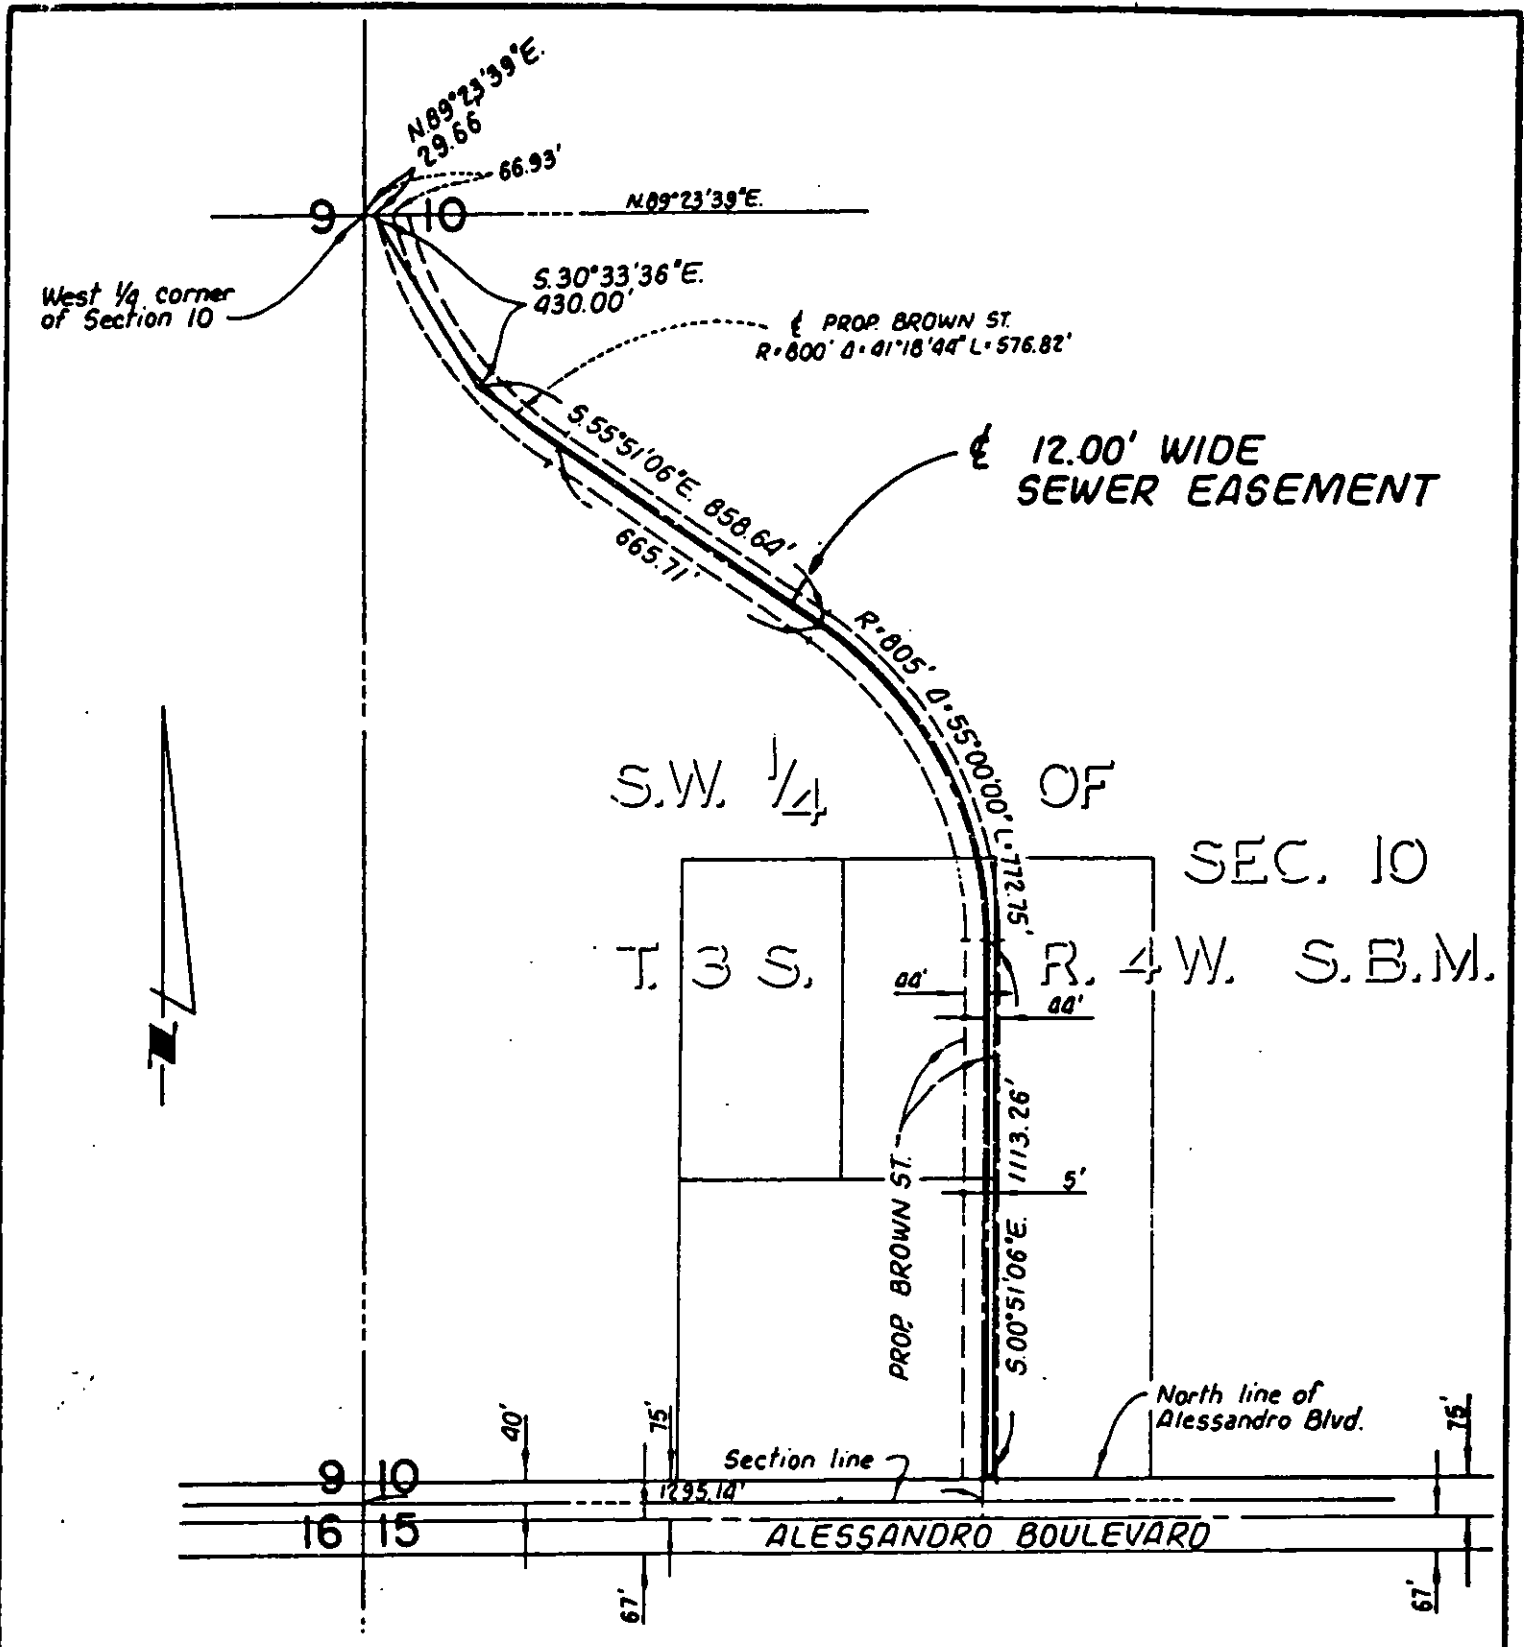 N.89°23'39"E.
29.66'
66.93'
N.89°23'39"E.
9 10
West 1/4 corner
of Section 10
S.30°33'36"E.
430.00'
℄ PROP. BROWN ST.
R=800' Δ=41°18'44" L=576.82'
S.55°51'06"E. 858.64'
665.71'
℄ 12.00' WIDE
SEWER EASEMENT
R=805' Δ=55°00'00" L=772.75'
S.W. 1/4 OF
SEC. 10
T. 3 S. R. 4 W. S.B.M.
44'
44'
N
PROP. BROWN ST.
S.00°51'06"E. 1113.26'
5'
North line of
Alessandro Blvd.
40'
75'
75'
Section line
9 10
1295.14'
16 15
ALESSANDRO BOULEVARD
67'
67'